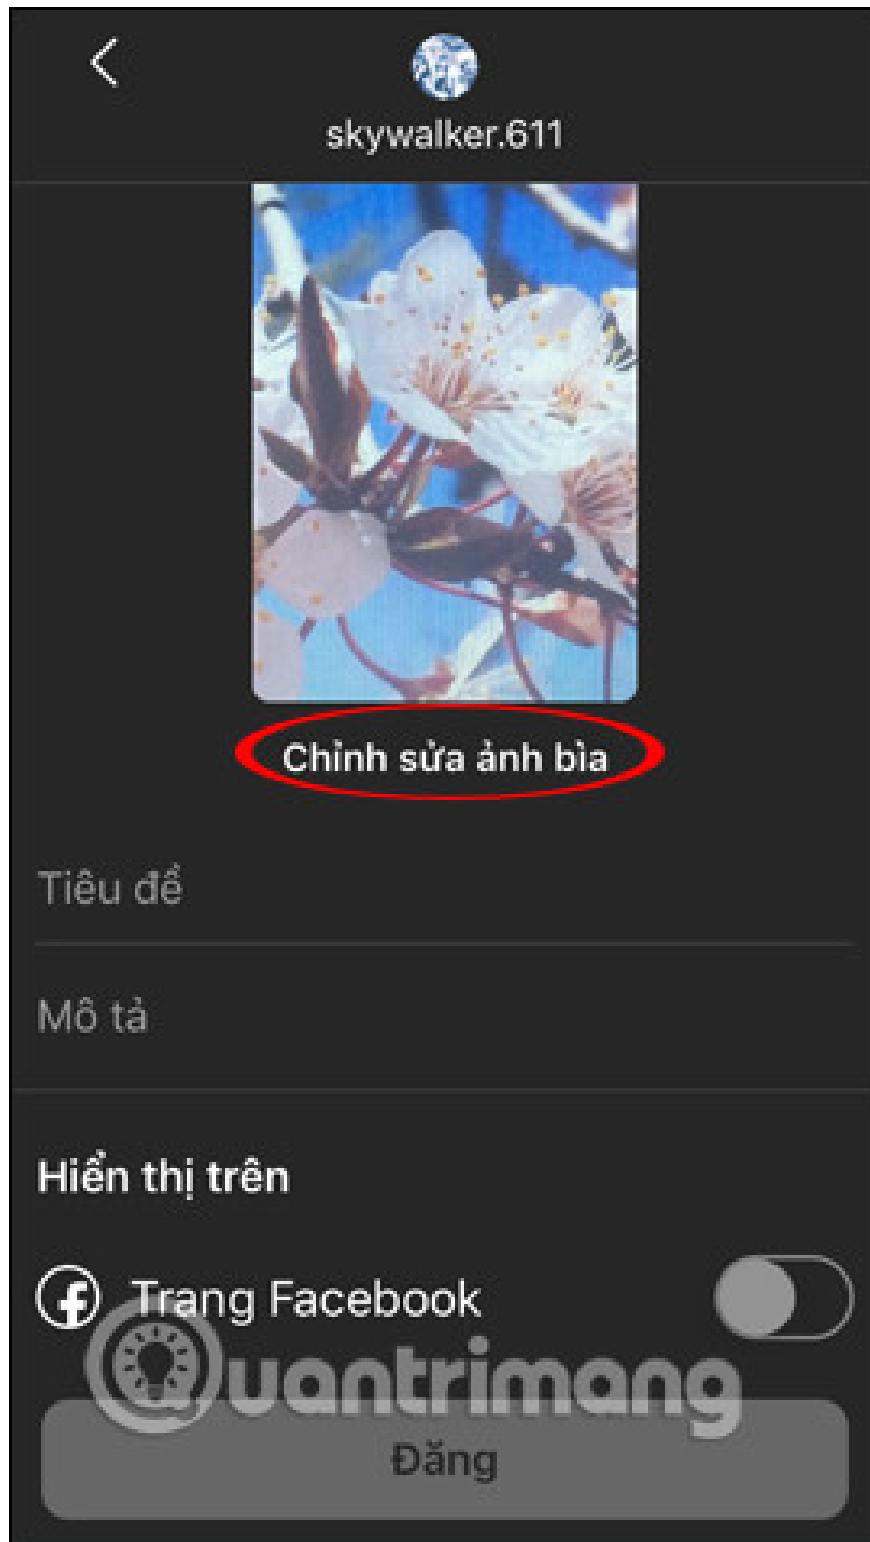 skywalker.611
Chỉnh sửa ảnh bìa
Tiêu đề
Mô tả
Hiển thị trên
Trang Facebook
Quantrimang
Đăng